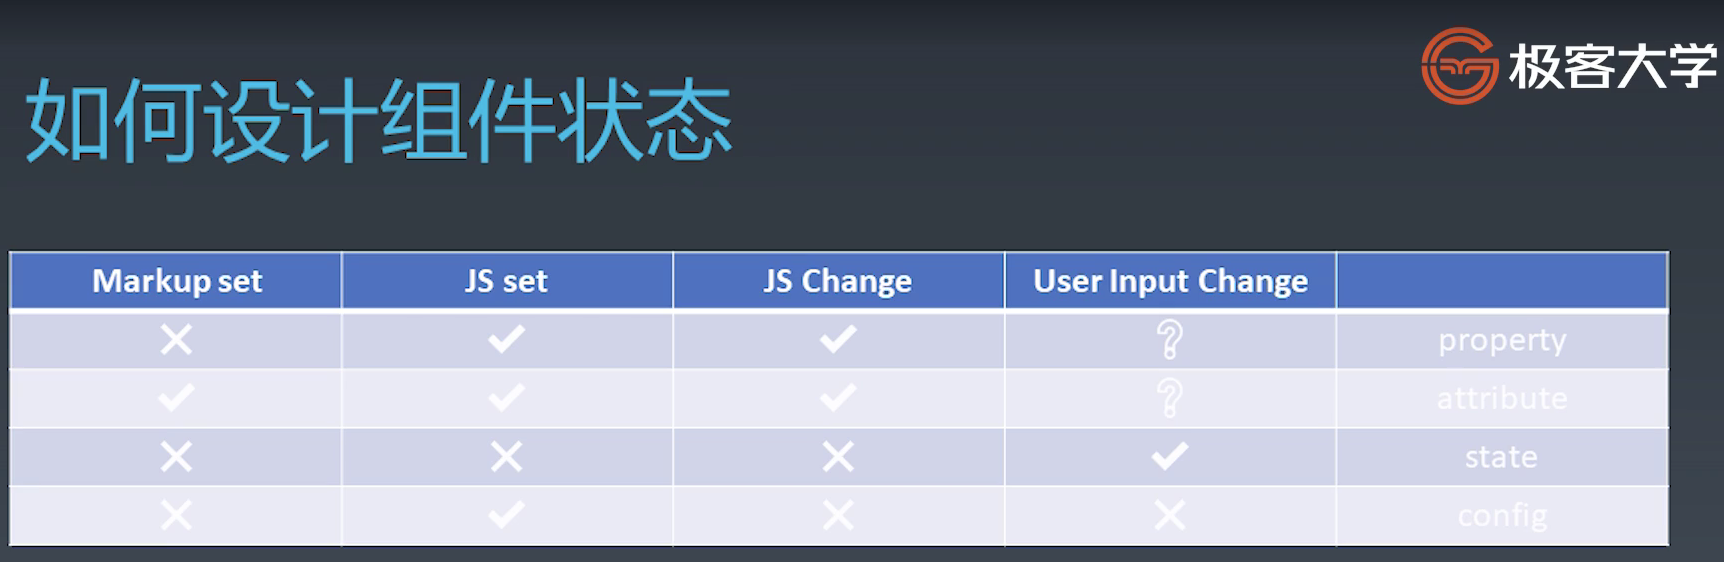 极客大学
如何设计组件状态
Markup set JS set JS Change User Input Change
✕ ✓ ✓ ? property
✓ ✓ ✓ ? attribute
✕ ✕ ✕ ✓ state
✕ ✓ ✕ ✕ config